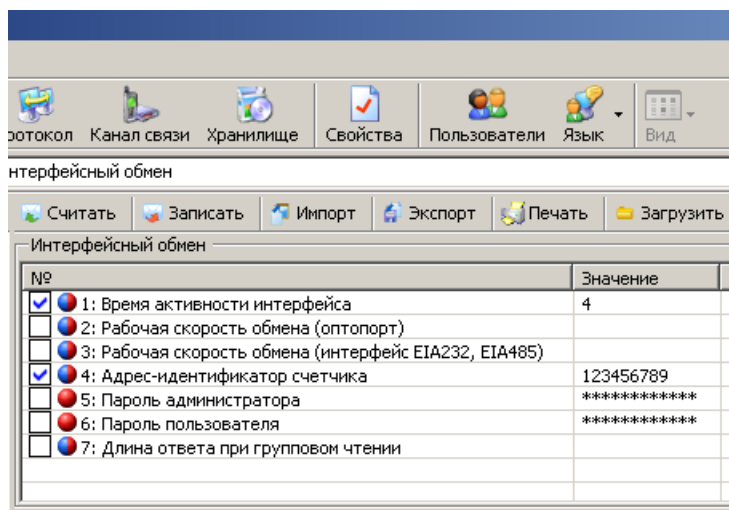 ротокол Канал связи Хранилище Свойства Пользователи Язык Вид
нтерфейсный обмен
Считать Записать Импорт Экспорт Печать Загрузить
Интерфейсный обмен
№ Значение
1: Время активности интерфейса 4
2: Рабочая скорость обмена (оптопорт)
3: Рабочая скорость обмена (интерфейс EIA232, EIA485)
4: Адрес-идентификатор счетчика 123456789
5: Пароль администратора ************
6: Пароль пользователя ************
7: Длина ответа при групповом чтении